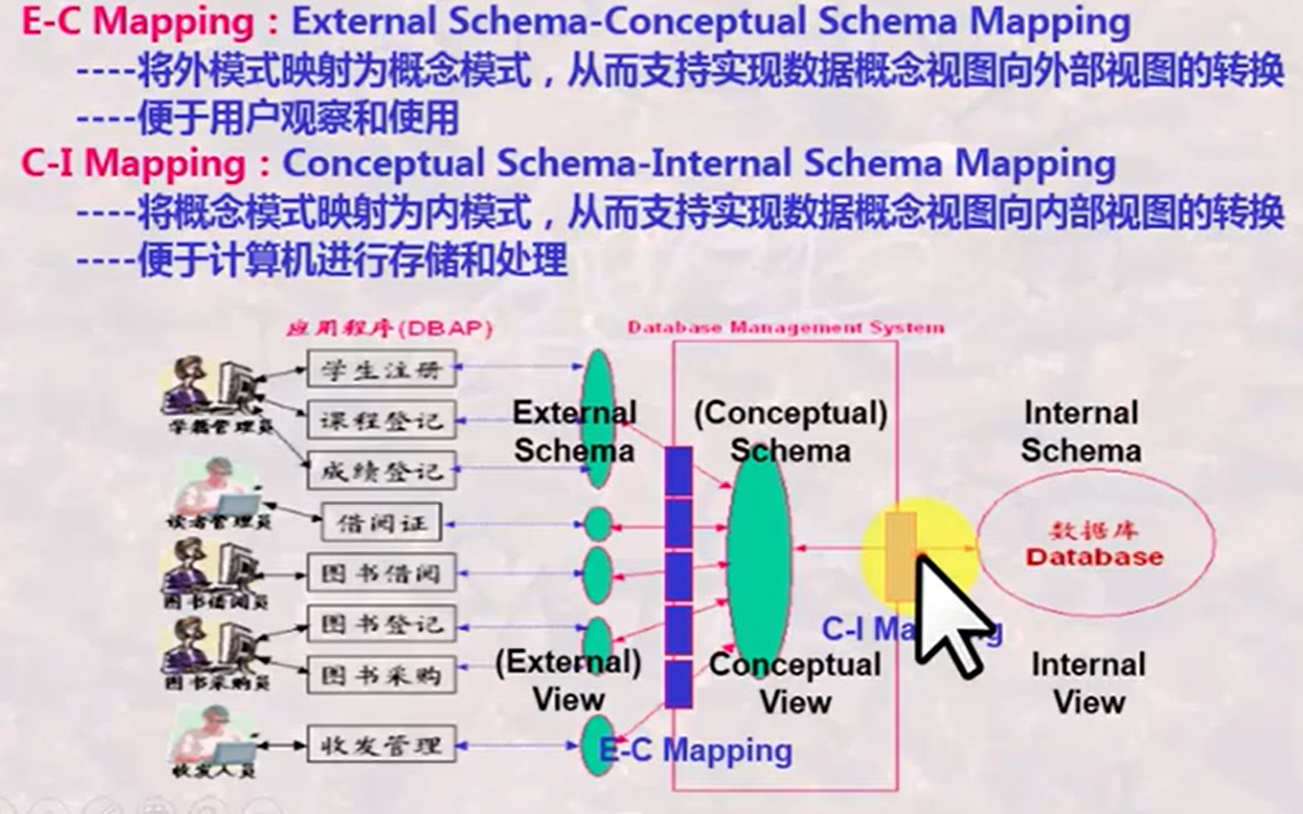 E-C Mapping : External Schema-Conceptual Schema Mapping
----将外模式映射为概念模式，从而支持实现数据概念视图向外部视图的转换
----便于用户观察和使用
C-I Mapping : Conceptual Schema-Internal Schema Mapping
----将概念模式映射为内模式，从而支持实现数据概念视图向内部视图的转换
----便于计算机进行存储和处理
应用程序(DBAP)
Database Management System
学生注册
课程登记
学籍管理员
成绩登记
External
Schema
(Conceptual)
Schema
Internal
Schema
读者管理员
借阅证
图书借阅
图书借阅员
数据库
Database
图书登记
图书采购
图书采购员
C-I
(External)
View
Conceptual
View
Internal
View
收发管理
收发人员
E-C Mapping